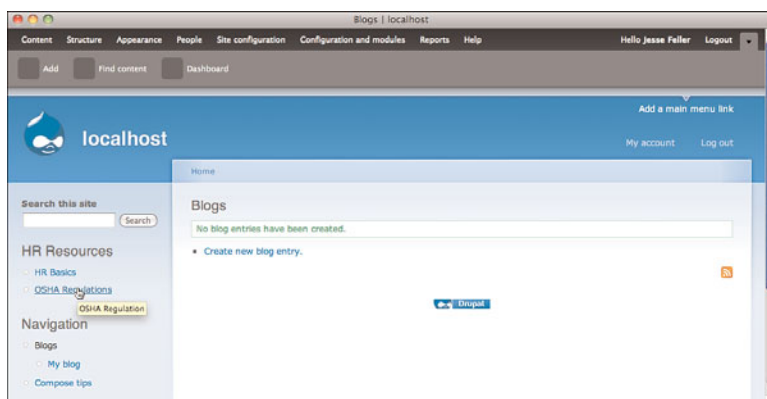 Blogs | localhost
Content Structure Appearance People Site configuration Configuration and modules Reports Help Hello Jesse Feller Logout
Add Find content Dashboard
Add a main menu link
localhost
My account Log out
Home
Search this site
Search
Blogs
No blog entries have been created.
Create new blog entry.
HR Resources
HR Basics
OSHA Regulations
OSHA Regulation
Drupal
Navigation
Blogs
My blog
Compose tips